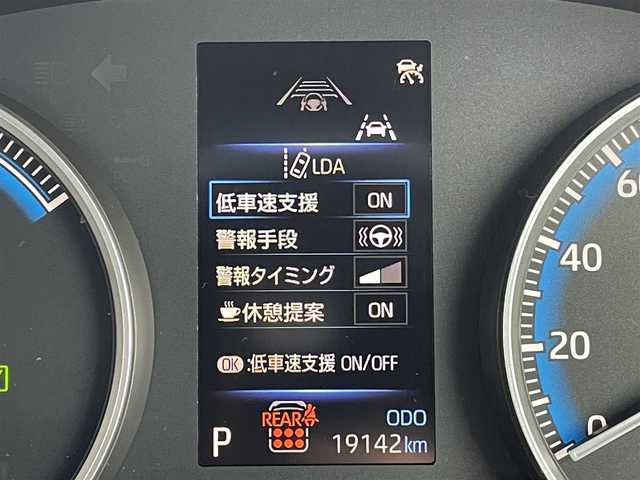 LDA
低車速支援 ON
警報手段
警報タイミング
休憩提案 ON
OK :低車速支援 ON/OFF
REAR
ODO
P 19142km
60
40
20
0